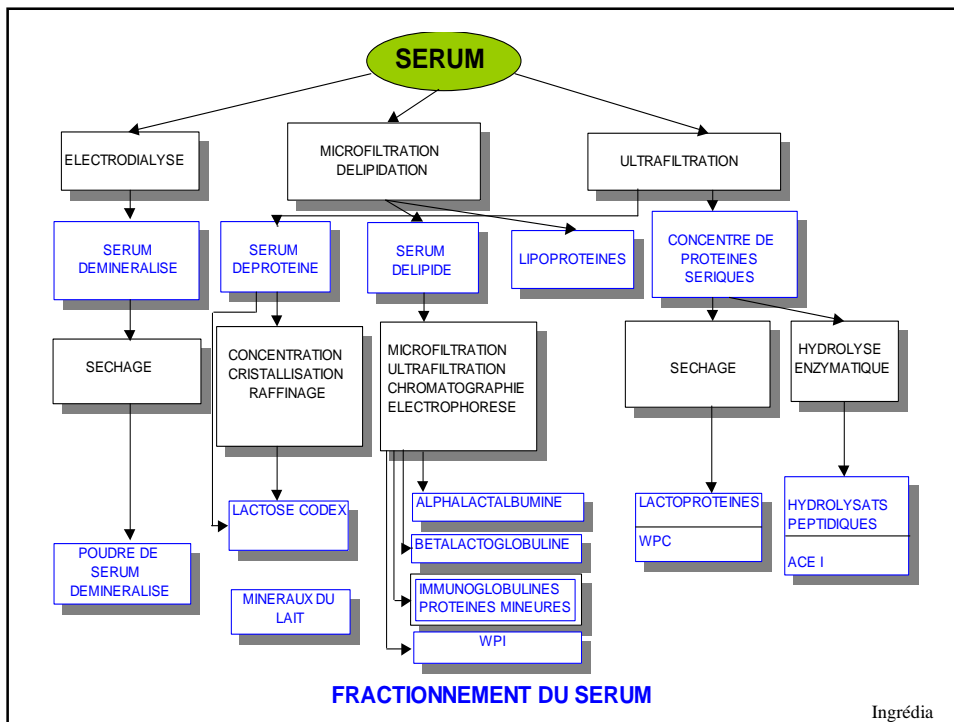 SERUM
ELECTRODIALYSE
MICROFILTRATION
DELIPIDATION
ULTRAFILTRATION
SERUM
DEMINERALISE
SERUM
DEPROTEINE
SERUM
DELIPIDE
LIPOPROTEINES
CONCENTRE DE
PROTEINES
SERIQUES
SECHAGE
CONCENTRATION
CRISTALLISATION
RAFFINAGE
MICROFILTRATION
ULTRAFILTRATION
CHROMATOGRAPHIE
ELECTROPHORESE
SECHAGE
HYDROLYSE
ENZYMATIQUE
POUDRE DE
SERUM
DEMINERALISE
LACTOSE CODEX
MINERAUX DU
LAIT
ALPHALACTALBUMINE
BETALACTOGLOBULINE
IMMUNOGLOBULINES
PROTEINES MINEURES
WPI
LACTOPROTEINES
WPC
HYDROLYSATS
PEPTIDIQUES
ACE I
FRACTIONNEMENT DU SERUM
Ingrédia